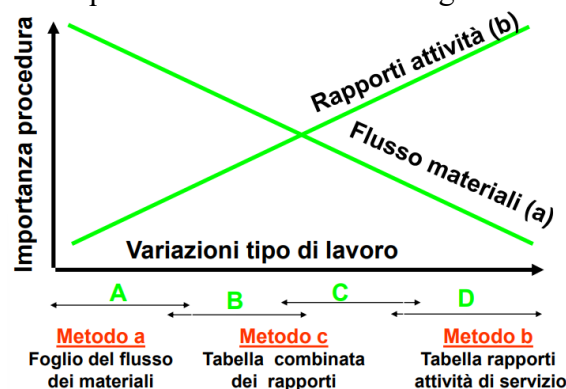 Importanza procedura
Rapporti attività (b)
Flusso materiali (a)
Variazioni tipo di lavoro
A
B
C
D
Metodo a
Foglio del flusso
dei materiali
Metodo c
Tabella combinata
dei rapporti
Metodo b
Tabella rapporti
attività di servizio